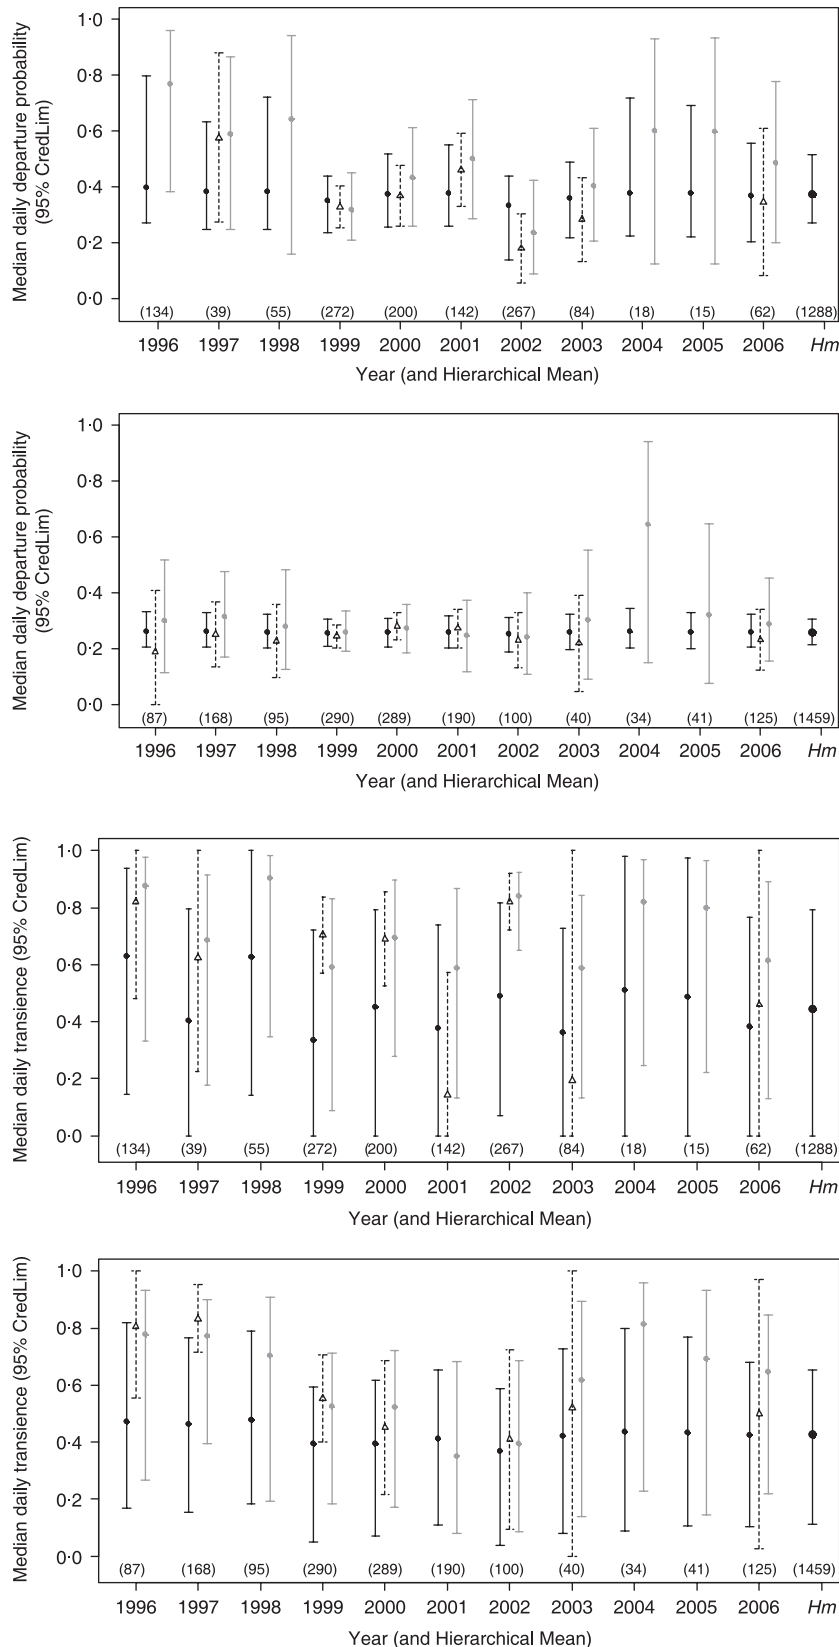 Median daily departure probability
(95% CredLim)
1·0
0·8
0·6
0·4
0·2
0·0
(134) (39) (55) (272) (200) (142) (267) (84) (18) (15) (62) (1288)
1996 1997 1998 1999 2000 2001 2002 2003 2004 2005 2006 Hm
Year (and Hierarchical Mean)
Median daily departure probability
(95% CredLim)
1·0
0·8
0·6
0·4
0·2
0·0
(87) (168) (95) (290) (289) (190) (100) (40) (34) (41) (125) (1459)
1996 1997 1998 1999 2000 2001 2002 2003 2004 2005 2006 Hm
Year (and Hierarchical Mean)
Median daily transience (95% CredLim)
1·0
0·8
0·6
0·4
0·2
0·0
(134) (39) (55) (272) (200) (142) (267) (84) (18) (15) (62) (1288)
1996 1997 1998 1999 2000 2001 2002 2003 2004 2005 2006 Hm
Year (and Hierarchical Mean)
Median daily transience (95% CredLim)
1·0
0·8
0·6
0·4
0·2
0·0
(87) (168) (95) (290) (289) (190) (100) (40) (34) (41) (125) (1459)
1996 1997 1998 1999 2000 2001 2002 2003 2004 2005 2006 Hm
Year (and Hierarchical Mean)